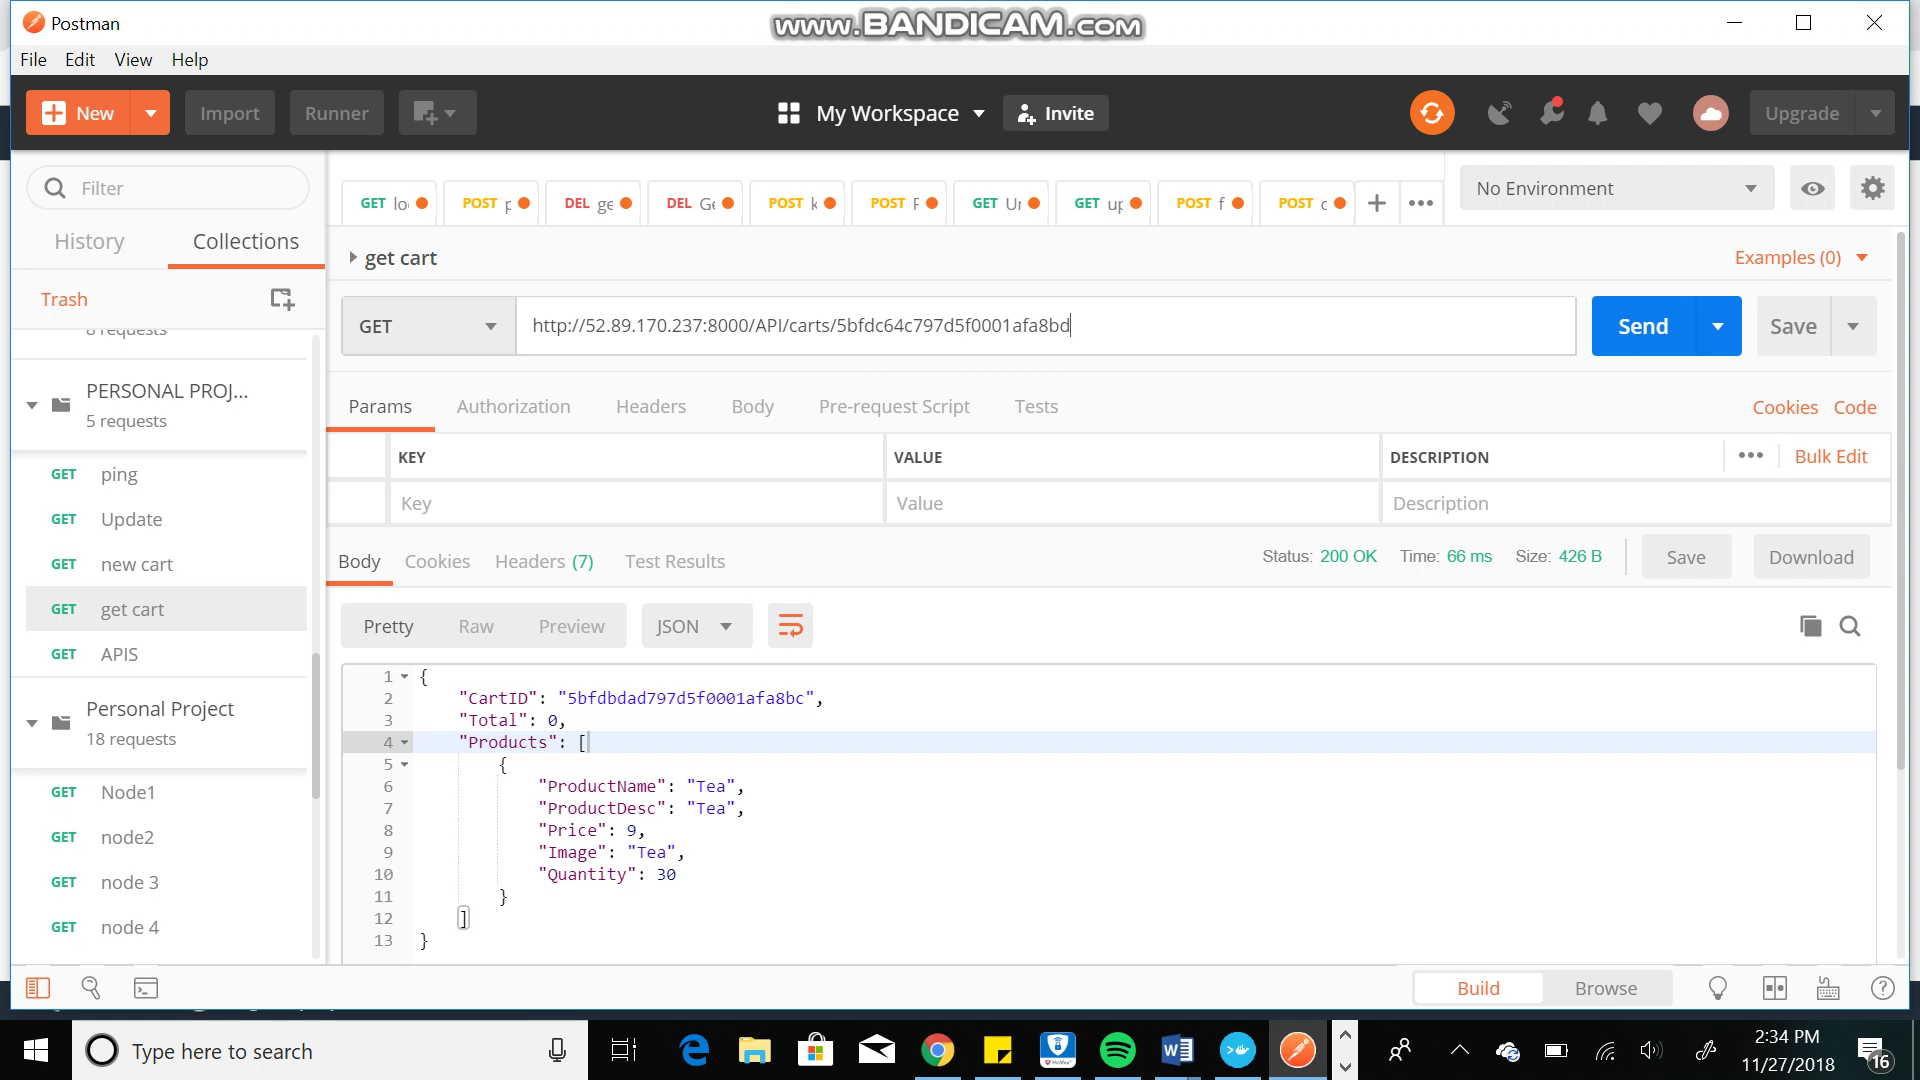 Postman
www.BANDICAM.com
File Edit View Help
New Import Runner My Workspace Invite Upgrade
Filter
History Collections
Trash
PERSONAL PROJ...
5 requests
GET ping
GET Update
GET new cart
GET get cart
GET APIS
Personal Project
18 requests
GET Node1
GET node2
GET node 3
GET node 4
GET lo POST p DEL ge DEL Ge POST k POST F GET Ur GET up POST f POST c + •••
No Environment
get cart
Examples (0)
GET http://52.89.170.237:8000/API/carts/5bfdc64c797d5f0001afa8bd Send Save
Params Authorization Headers Body Pre-request Script Tests Cookies Code
KEY VALUE DESCRIPTION ••• Bulk Edit
Key Value Description
Body Cookies Headers (7) Test Results Status: 200 OK Time: 66 ms Size: 426 B Save Download
Pretty Raw Preview JSON
1 {
2 "CartID": "5bfdbdad797d5f0001afa8bc",
3 "Total": 0,
4 "Products": [
5 {
6 "ProductName": "Tea",
7 "ProductDesc": "Tea",
8 "Price": 9,
9 "Image": "Tea",
10 "Quantity": 30
11 }
12 ]
13 }
Build Browse
Type here to search
2:34 PM
11/27/2018
16